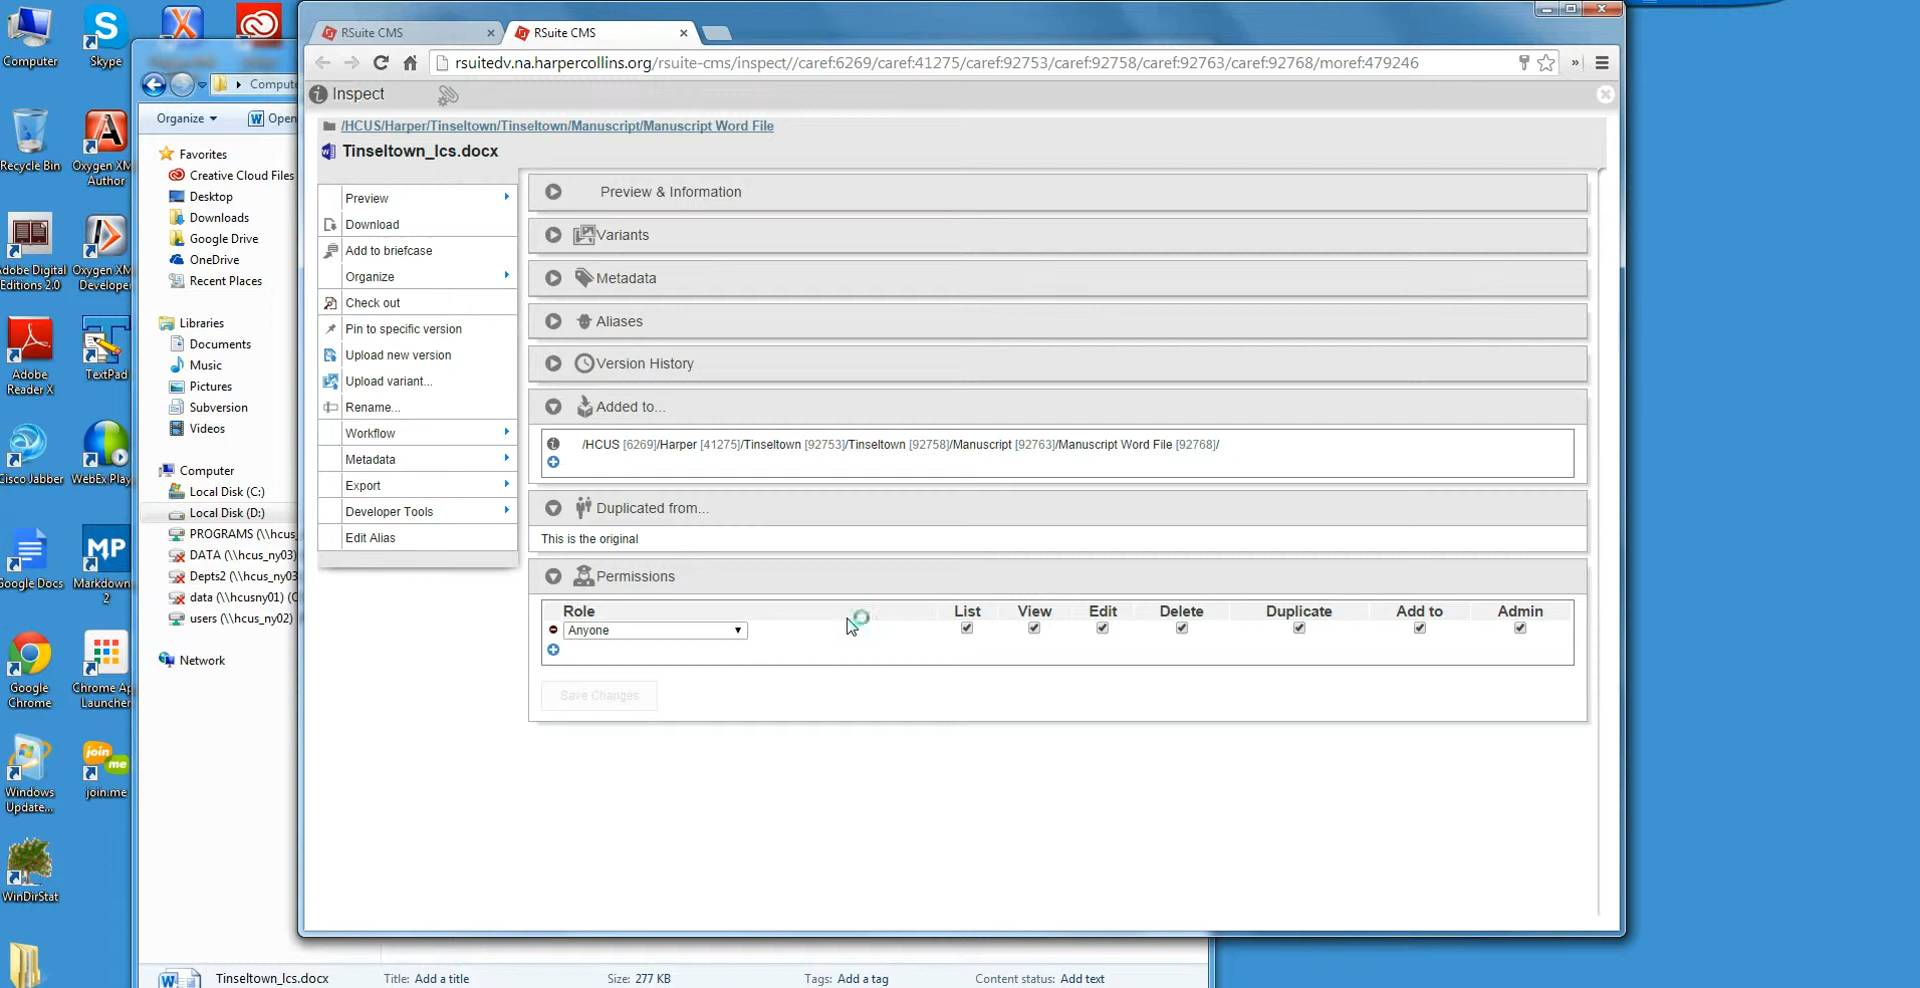 Computer
Skype
Recycle Bin
Oxygen XM
Author
Adobe Digital
Editions 2.0
Oxygen XM
Developer
Adobe
Reader X
TextPad
Cisco Jabber
WebEx Play
Google Docs
Markdown
2
Google
Chrome
Chrome Ap
Launcher
Windows
Update...
join
me
join.me
WinDirStat
Compute
Organize
Open
Favorites
Creative Cloud Files
Desktop
Downloads
Google Drive
OneDrive
Recent Places
Libraries
Documents
Music
Pictures
Subversion
Videos
Computer
Local Disk (C:)
Local Disk (D:)
PROGRAMS (\\hcus_
DATA (\\hcus_ny03)
Depts2 (\\hcus_ny03
data (\\hcusny01) (
users (\\hcus_ny02)
Network
RSuite CMS
RSuite CMS
rsuitedv.na.harpercollins.org/rsuite-cms/inspect//caref:6269/caref:41275/caref:92753/caref:92758/caref:92763/caref:92768/moref:479246
Inspect
/HCUS/Harper/Tinseltown/Tinseltown/Manuscript/Manuscript Word File
Tinseltown_lcs.docx
Preview
Download
Add to briefcase
Organize
Check out
Pin to specific version
Upload new version
Upload variant...
Rename...
Workflow
Metadata
Export
Developer Tools
Edit Alias
Preview & Information
Variants
Metadata
Aliases
Version History
Added to...
/HCUS [6269]/Harper [41275]/Tinseltown [92753]/Tinseltown [92758]/Manuscript [92763]/Manuscript Word File [92768]/
Duplicated from...
This is the original
Permissions
Role List View Edit Delete Duplicate Add to Admin
Anyone
Save Changes
Tinseltown_lcs.docx Title: Add a title Size: 277 KB Tags: Add a tag Content status: Add text